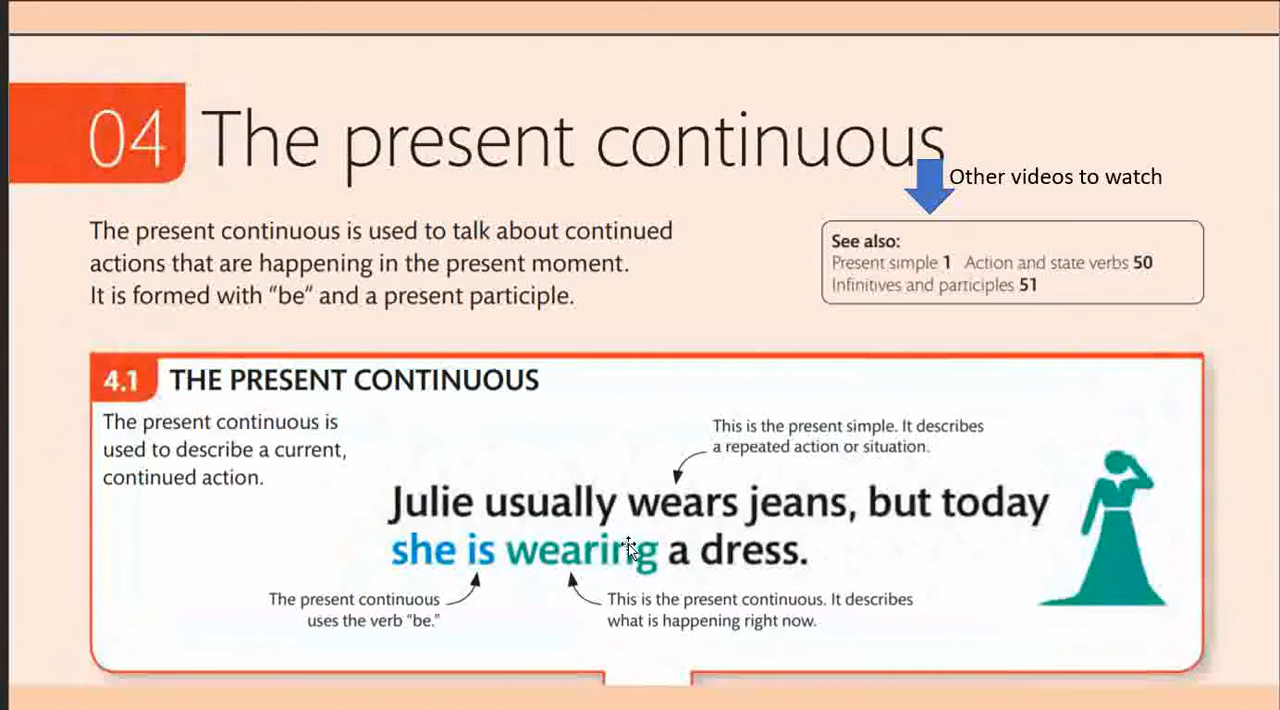 04 The present continuous
Other videos to watch
The present continuous is used to talk about continued
actions that are happening in the present moment.
It is formed with “be” and a present participle.
See also:
Present simple 1 Action and state verbs 50
Infinitives and participles 51
4.1 THE PRESENT CONTINUOUS
The present continuous is
used to describe a current,
continued action.
This is the present simple. It describes
a repeated action or situation.
Julie usually wears jeans, but today
she is wearing a dress.
The present continuous
uses the verb “be.”
This is the present continuous. It describes
what is happening right now.